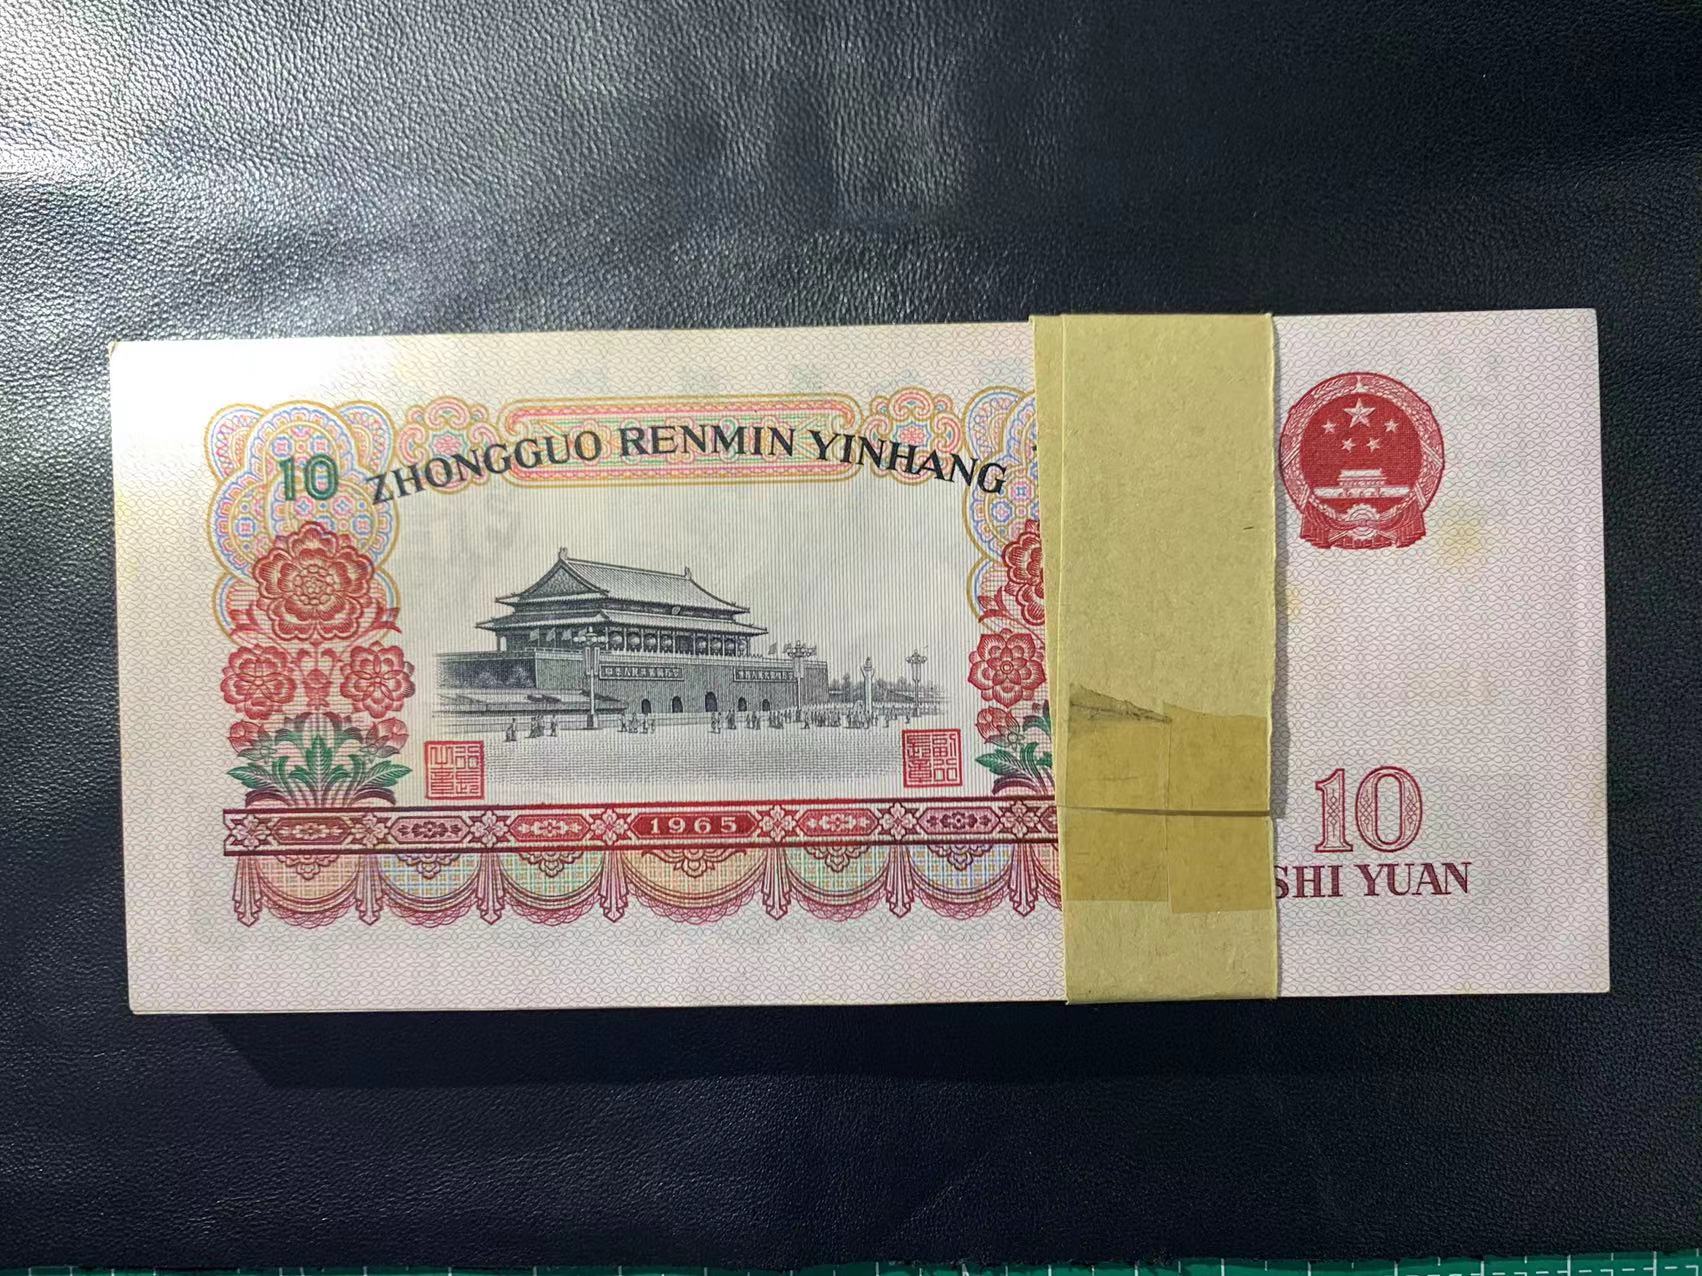 10 ZHONGGUO RENMIN YINHANG
1965
10
SHI YUAN